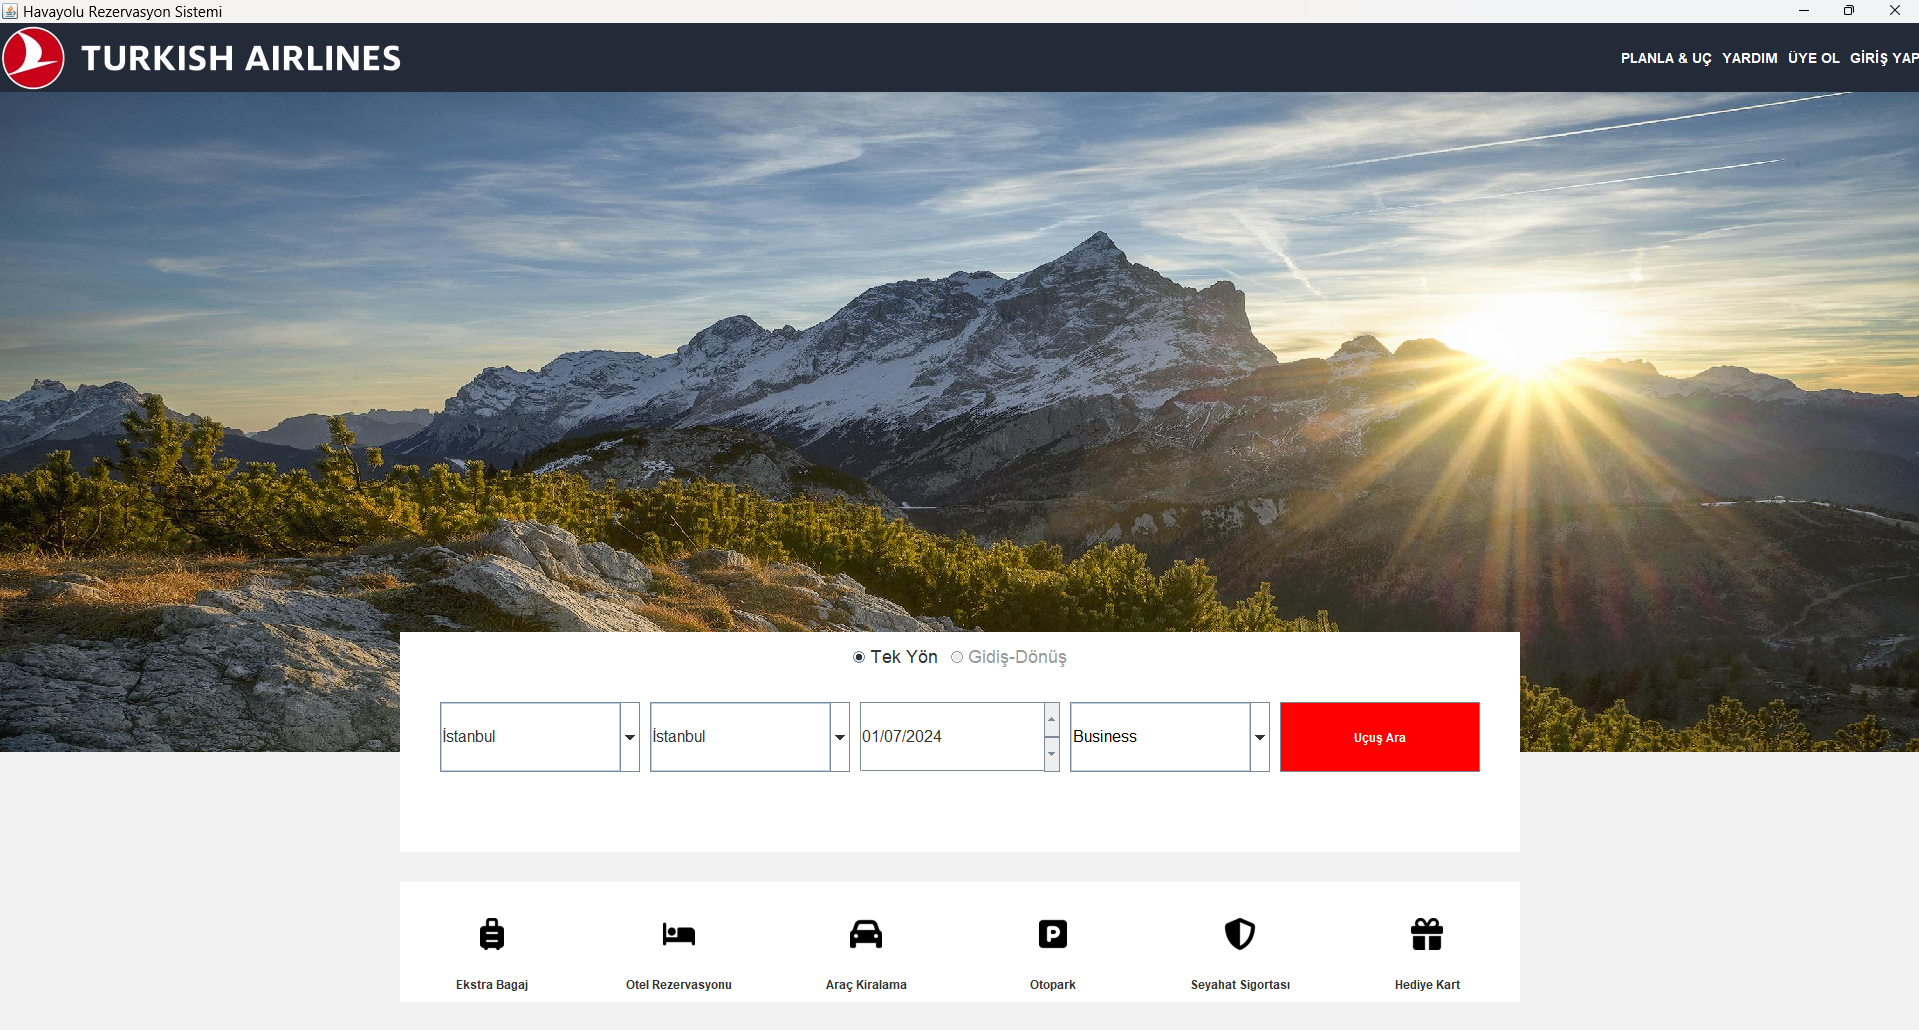 Havayolu Rezervasyon Sistemi
TURKISH AIRLINES
PLANLA & UÇ YARDIM ÜYE OL GİRİŞ YAP
Tek Yön Gidiş-Dönüş
İstanbul İstanbul 01/07/2024 Business Uçuş Ara
P
Ekstra Bagaj Otel Rezervasyonu Araç Kiralama Otopark Seyahat Sigortası Hediye Kart